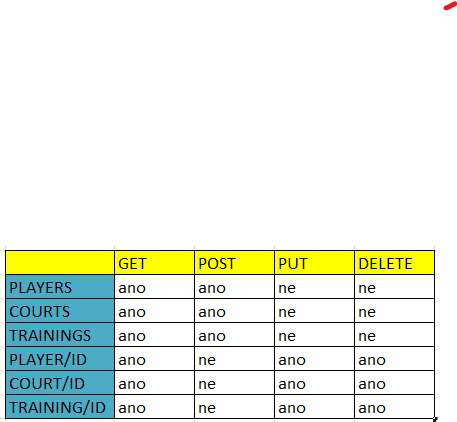 GET POST PUT DELETE
PLAYERS ano ano ne ne
COURTS ano ano ne ne
TRAININGS ano ano ne ne
PLAYER/ID ano ne ano ano
COURT/ID ano ne ano ano
TRAINING/ID ano ne ano ano